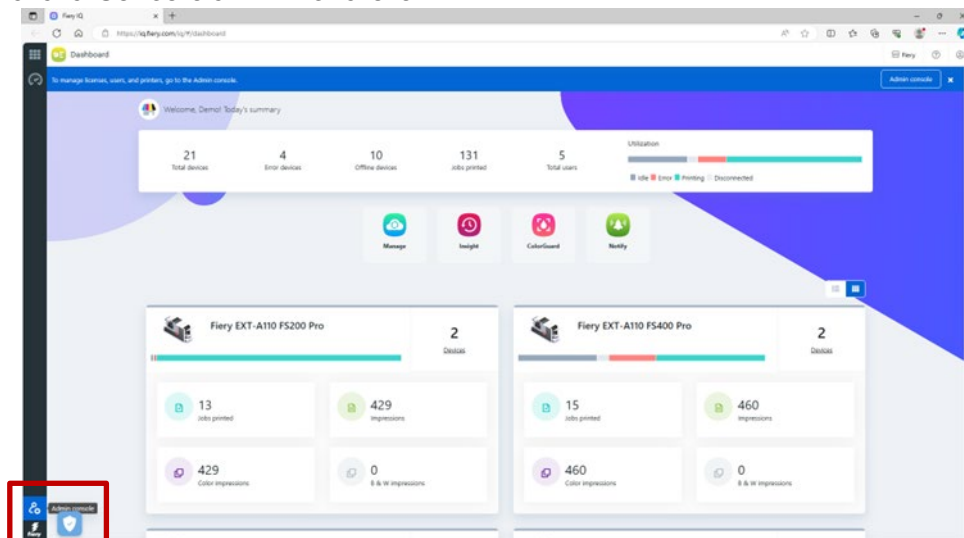 Fiery IQ
https://iq.fiery.com/iq/#/dashboard
Dashboard
Fiery
To manage licenses, users, and printers, go to the Admin console.
Admin console
Welcome, Demo! Today's summary
21
Total devices
4
Error devices
10
Offline devices
131
Jobs printed
5
Total users
Utilization
Idle Error Printing Disconnected
Manage
Insight
ColorGuard
Notify
Fiery EXT-A110 FS200 Pro
2
Devices
13
Jobs printed
429
Impressions
429
Color impressions
0
B & W impressions
Fiery EXT-A110 FS400 Pro
2
Devices
15
Jobs printed
460
Impressions
460
Color impressions
0
B & W impressions
Admin console
fiery